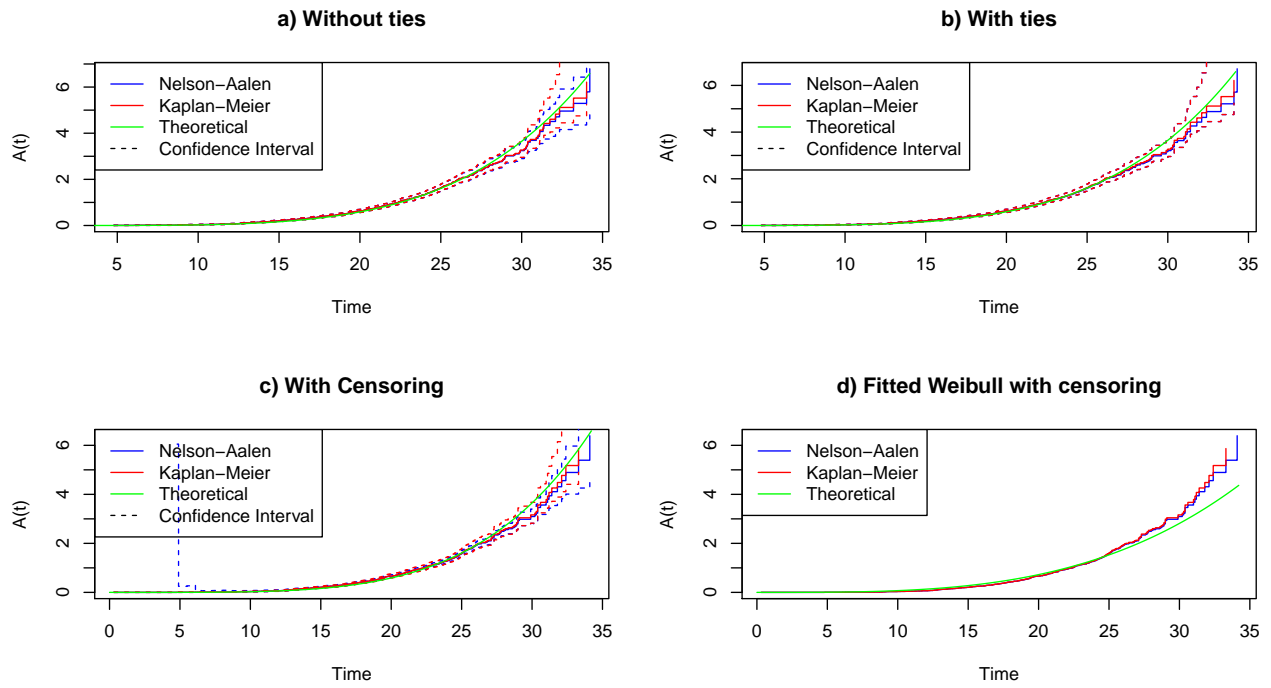 a) Without ties
Nelson−Aalen
Kaplan−Meier
Theoretical
Confidence Interval
A(t)
0 2 4 6
5 10 15 20 25 30 35
Time
b) With ties
Nelson−Aalen
Kaplan−Meier
Theoretical
Confidence Interval
A(t)
0 2 4 6
5 10 15 20 25 30 35
Time
c) With Censoring
Nelson−Aalen
Kaplan−Meier
Theoretical
Confidence Interval
A(t)
0 2 4 6
0 5 10 15 20 25 30 35
Time
d) Fitted Weibull with censoring
Nelson−Aalen
Kaplan−Meier
Theoretical
A(t)
0 2 4 6
0 5 10 15 20 25 30 35
Time